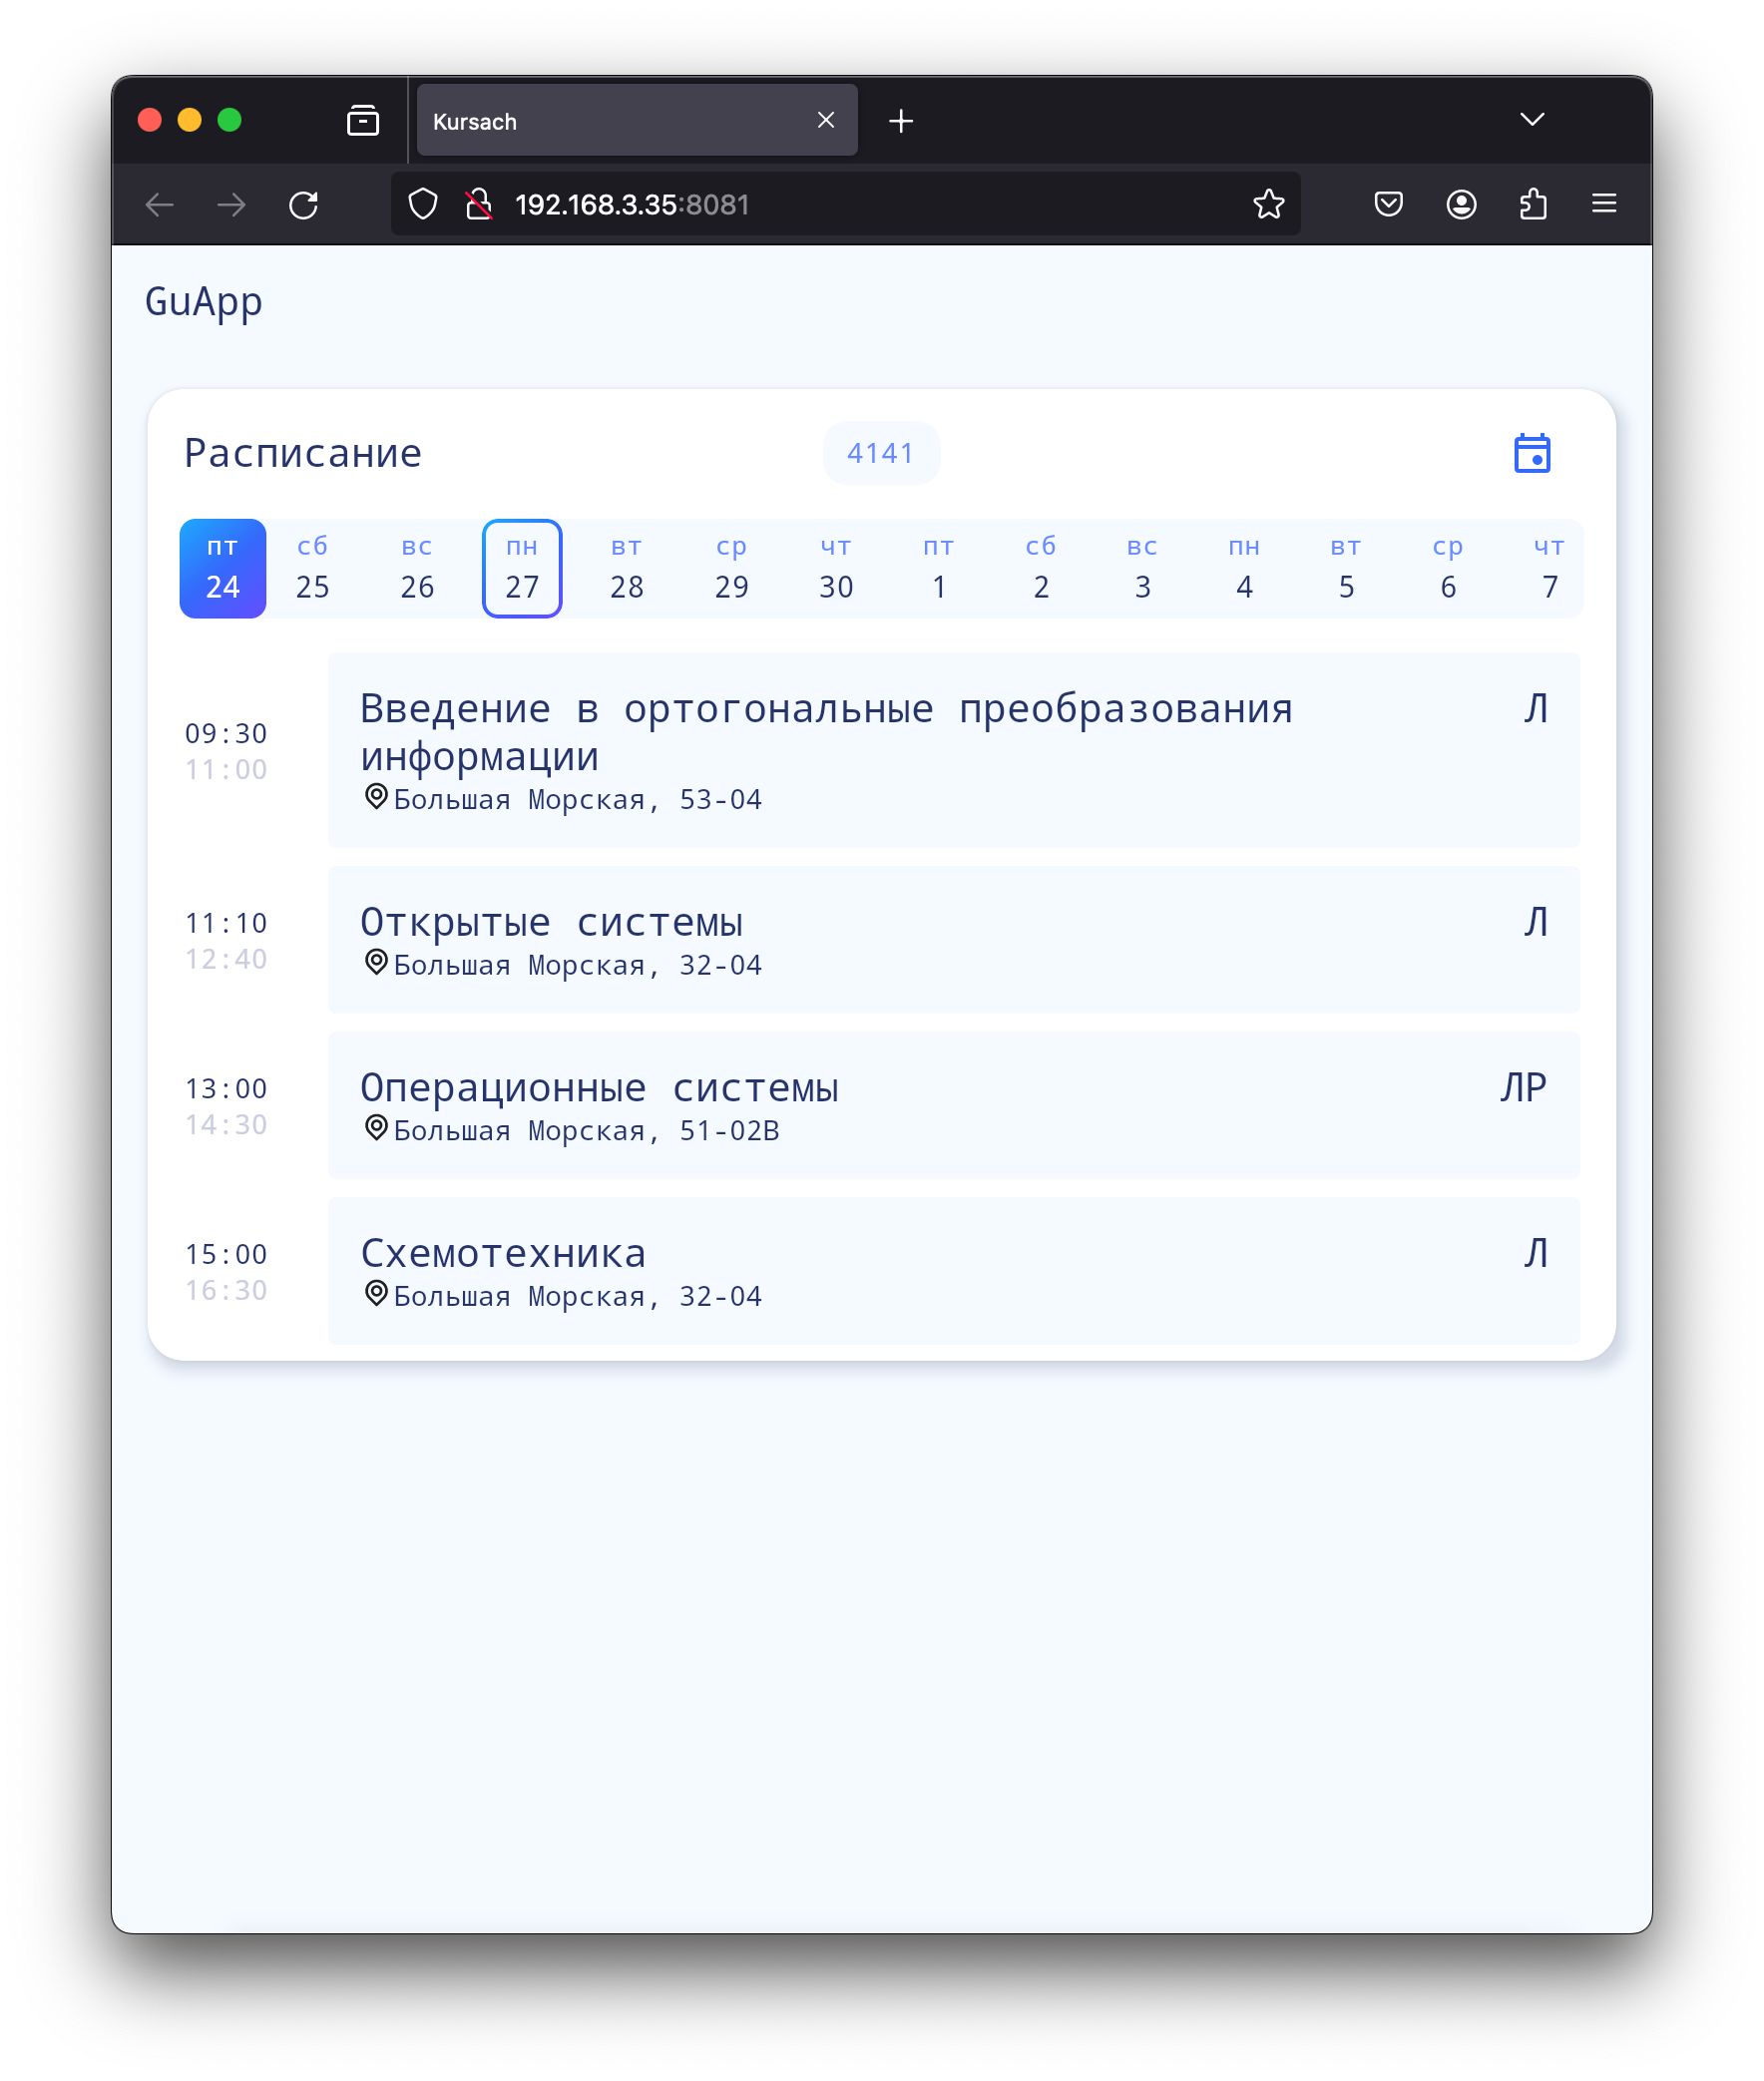 Kursach
192.168.3.35:8081
GuApp
Расписание
4141
пт сб вс пн вт ср чт пт сб вс пн вт ср чт
24 25 26 27 28 29 30 1 2 3 4 5 6 7
09:30
11:00
Введение в ортогональные преобразования
информации
Л
Большая Морская, 53-04
11:10
12:40
Открытые системы
Л
Большая Морская, 32-04
13:00
14:30
Операционные системы
ЛР
Большая Морская, 51-02В
15:00
16:30
Схемотехника
Л
Большая Морская, 32-04